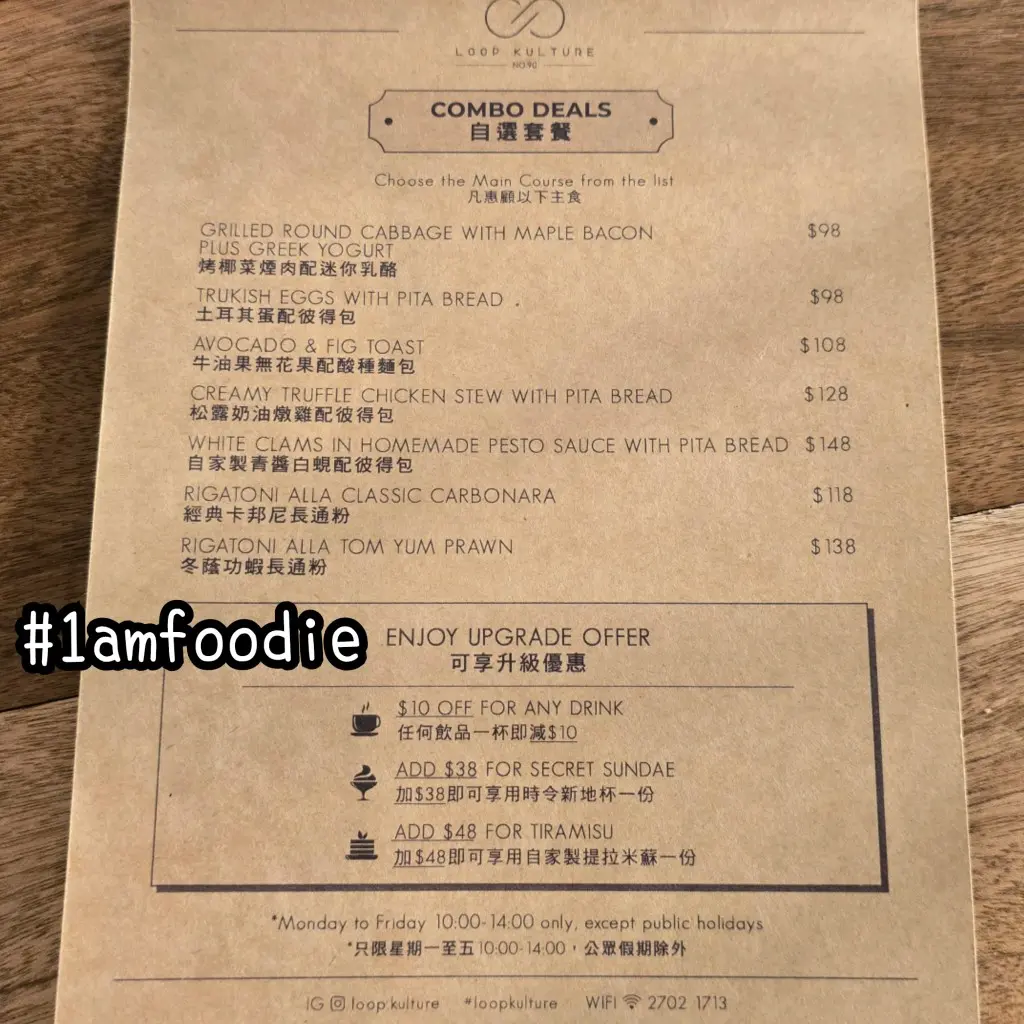 LOOP KULTURE
NO.90
COMBO DEALS
自選套餐
Choose the Main Course from the list
凡惠顧以下主食
GRILLED ROUND CABBAGE WITH MAPLE BACON $98
PLUS GREEK YOGURT
烤椰菜煙肉配迷你乳酪
TRUKISH EGGS WITH PITA BREAD . $98
土耳其蛋配彼得包
AVOCADO & FIG TOAST $108
牛油果無花果配酸種麵包
CREAMY TRUFFLE CHICKEN STEW WITH PITA BREAD $128
松露奶油燉雞配彼得包
WHITE CLAMS IN HOMEMADE PESTO SAUCE WITH PITA BREAD $148
自家製青醬白蜆配彼得包
RIGATONI ALLA CLASSIC CARBONARA $118
經典卡邦尼長通粉
RIGATONI ALLA TOM YUM PRAWN $138
冬蔭功蝦長通粉
#1amfoodie
ENJOY UPGRADE OFFER
可享升級優惠
$10 OFF FOR ANY DRINK
任何飲品一杯即減$10
ADD $38 FOR SECRET SUNDAE
加$38即可享用時令新地杯一份
ADD $48 FOR TIRAMISU
加$48即可享用自家製提拉米蘇一份
*Monday to Friday 10:00-14:00 only, except public holidays
*只限星期一至五10:00-14:00，公眾假期除外
IG loop.kulture #loopkulture WIFI 2702 1713